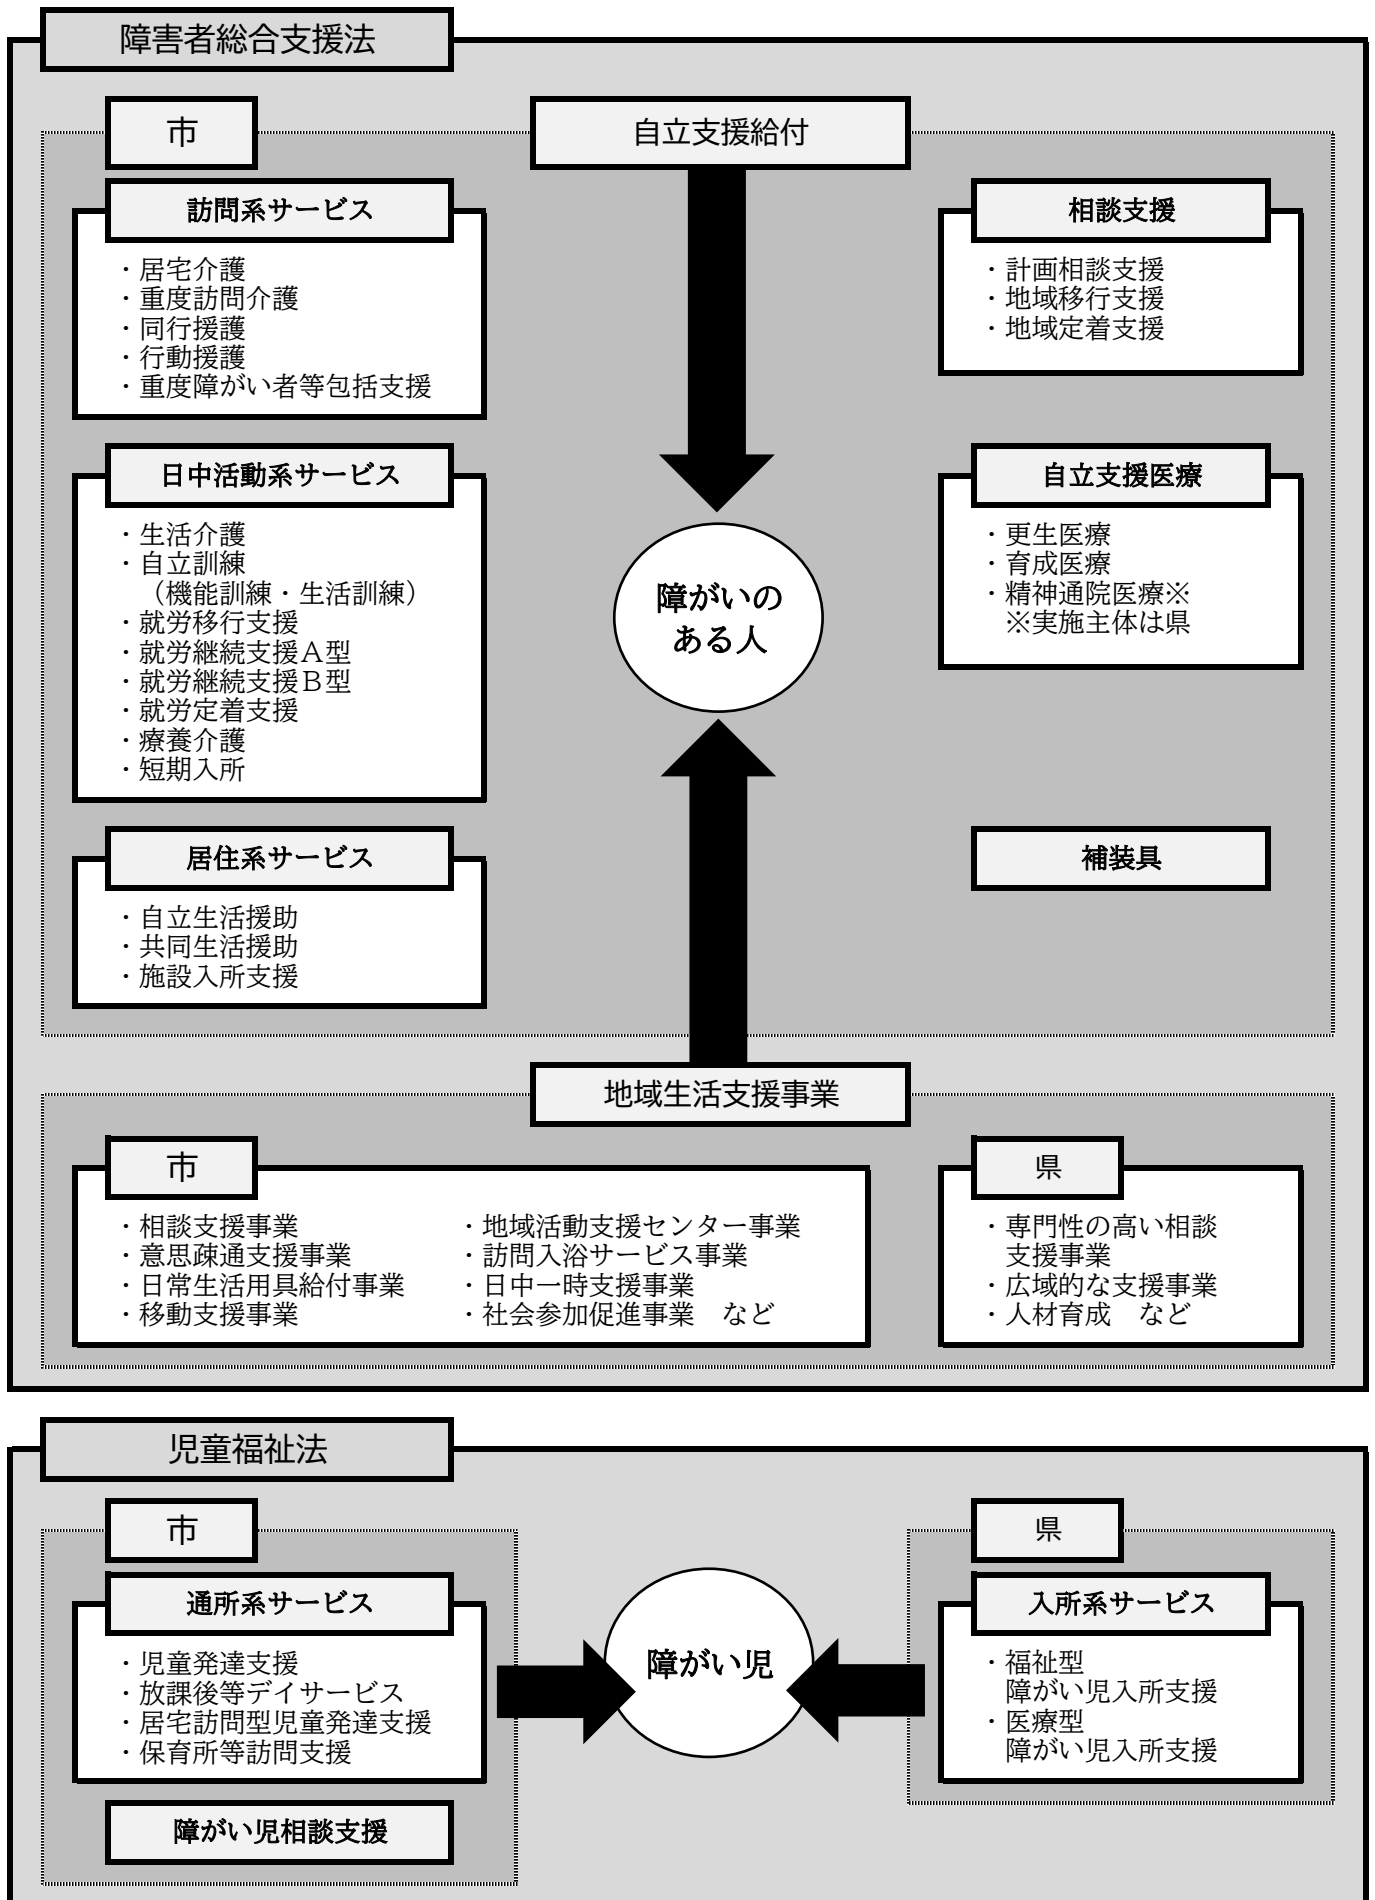 障害者総合支援法
市
自立支援給付
訪問系サービス
・居宅介護
・重度訪問介護
・同行援護
・行動援護
・重度障がい者等包括支援
相談支援
・計画相談支援
・地域移行支援
・地域定着支援
日中活動系サービス
・生活介護
・自立訓練
（機能訓練・生活訓練）
・就労移行支援
・就労継続支援Ａ型
・就労継続支援Ｂ型
・就労定着支援
・療養介護
・短期入所
障がいの
ある人
自立支援医療
・更生医療
・育成医療
・精神通院医療※
※実施主体は県
居住系サービス
・自立生活援助
・共同生活援助
・施設入所支援
補装具
地域生活支援事業
市
・相談支援事業
・意思疎通支援事業
・日常生活用具給付事業
・移動支援事業
・地域活動支援センター事業
・訪問入浴サービス事業
・日中一時支援事業
・社会参加促進事業　など
県
・専門性の高い相談
支援事業
・広域的な支援事業
・人材育成　など
児童福祉法
市
通所系サービス
・児童発達支援
・放課後等デイサービス
・居宅訪問型児童発達支援
・保育所等訪問支援
障がい児相談支援
障がい児
県
入所系サービス
・福祉型
障がい児入所支援
・医療型
障がい児入所支援